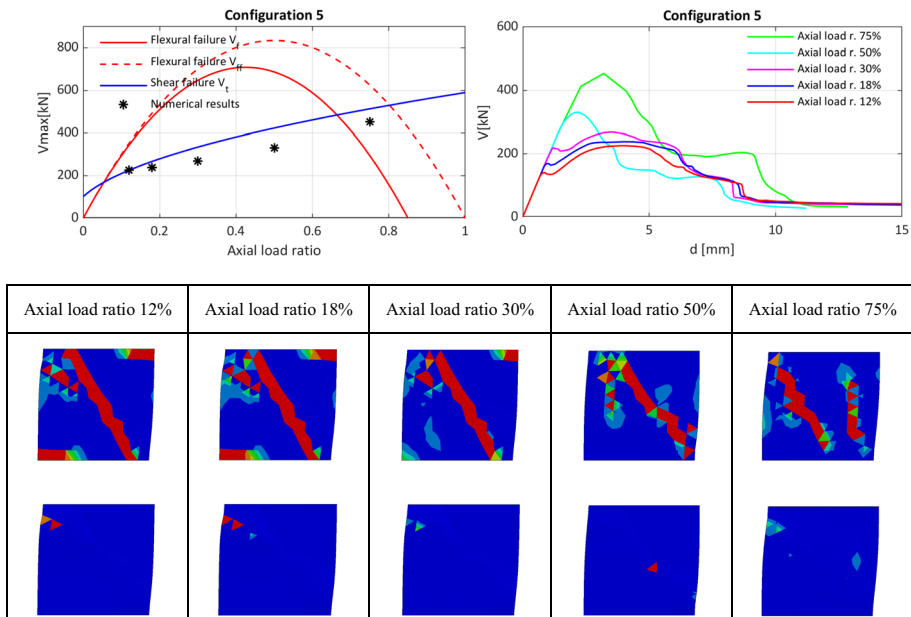 Configuration 5
Flexural failure V_f
Flexural failure V_ff
Shear failure V_t
Numerical results
Vmax[kN]
800
600
400
200
0
0
0.2
0.4
0.6
0.8
1
Axial load ratio
Configuration 5
Axial load r. 75%
Axial load r. 50%
Axial load r. 30%
Axial load r. 18%
Axial load r. 12%
V[kN]
600
400
200
0
0
5
10
15
d [mm]
Axial load ratio 12%
Axial load ratio 18%
Axial load ratio 30%
Axial load ratio 50%
Axial load ratio 75%